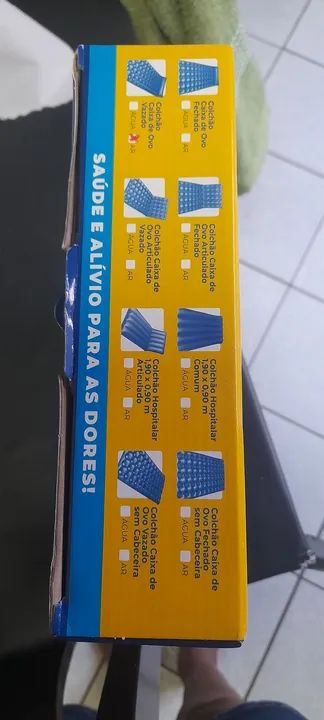 Colchão
Caixa de Ovo
Fechado
ÁGUA AR
Colchão Caixa de
Ovo Articulado
Fechado
ÁGUA AR
Colchão Hospitalar
1,90 x 0,90 m
Comum
ÁGUA AR
Colchão Caixa de
Ovo Fechado
sem Cabeceira
ÁGUA AR
Colchão
Caixa de Ovo
Vazado
ÁGUA AR
Colchão Caixa de
Ovo Articulado
Vazado
ÁGUA AR
Colchão Hospitalar
1,90 x 0,90 m
Articulado
ÁGUA AR
Colchão Caixa de
Ovo Vazado
sem Cabeceira
ÁGUA AR
SAÚDE E ALÍVIO PARA AS DORES!